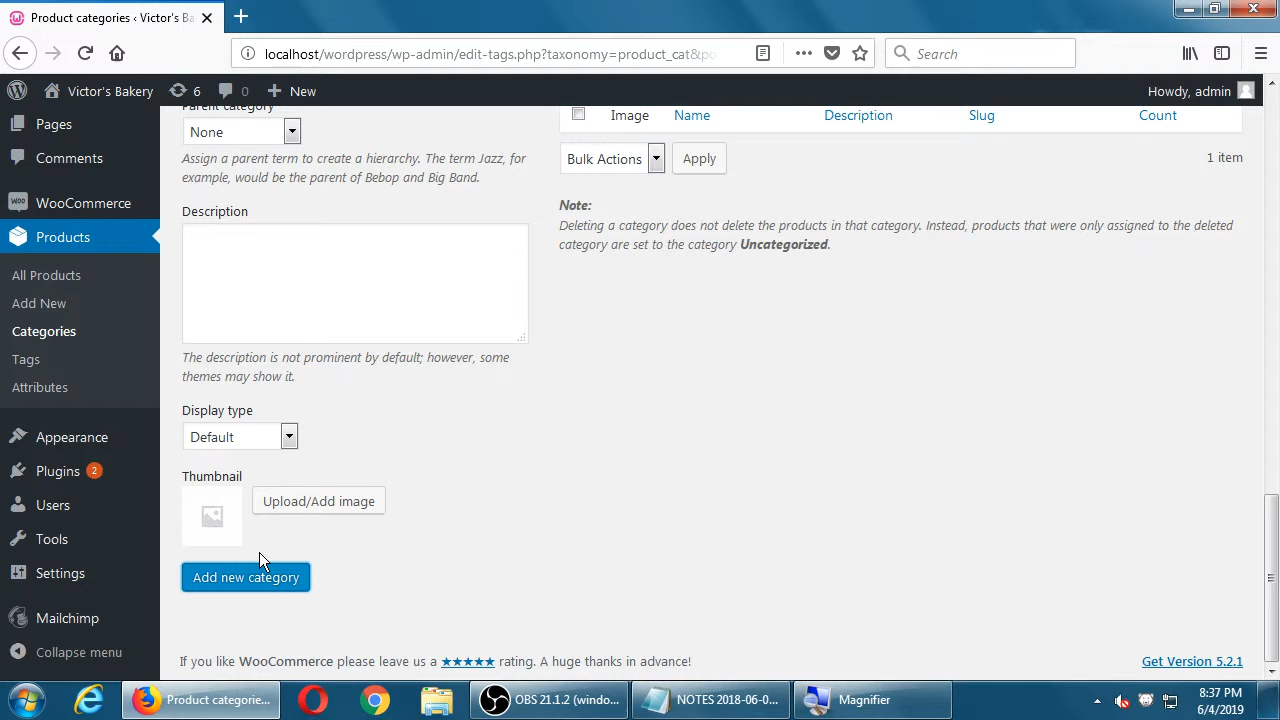 Product categories ‹ Victor's Ba
localhost/wordpress/wp-admin/edit-tags.php?taxonomy=product_cat&po
Search
Victor's Bakery
6
0
New
Howdy, admin
Pages
Comments
WooCommerce
Products
All Products
Add New
Categories
Tags
Attributes
Appearance
Plugins 2
Users
Tools
Settings
Mailchimp
Collapse menu
Parent category
None
Assign a parent term to create a hierarchy. The term Jazz, for
example, would be the parent of Bebop and Big Band.
Description
The description is not prominent by default; however, some
themes may show it.
Display type
Default
Thumbnail
Upload/Add image
Add new category
Image Name Description Slug Count
Bulk Actions Apply 1 item
Note:
Deleting a category does not delete the products in that category. Instead, products that were only assigned to the deleted
category are set to the category Uncategorized.
If you like WooCommerce please leave us a ★★★★★ rating. A huge thanks in advance!
Get Version 5.2.1
Product categorie...
OBS 21.1.2 (windo...
NOTES 2018-06-0...
Magnifier
8:37 PM
6/4/2019